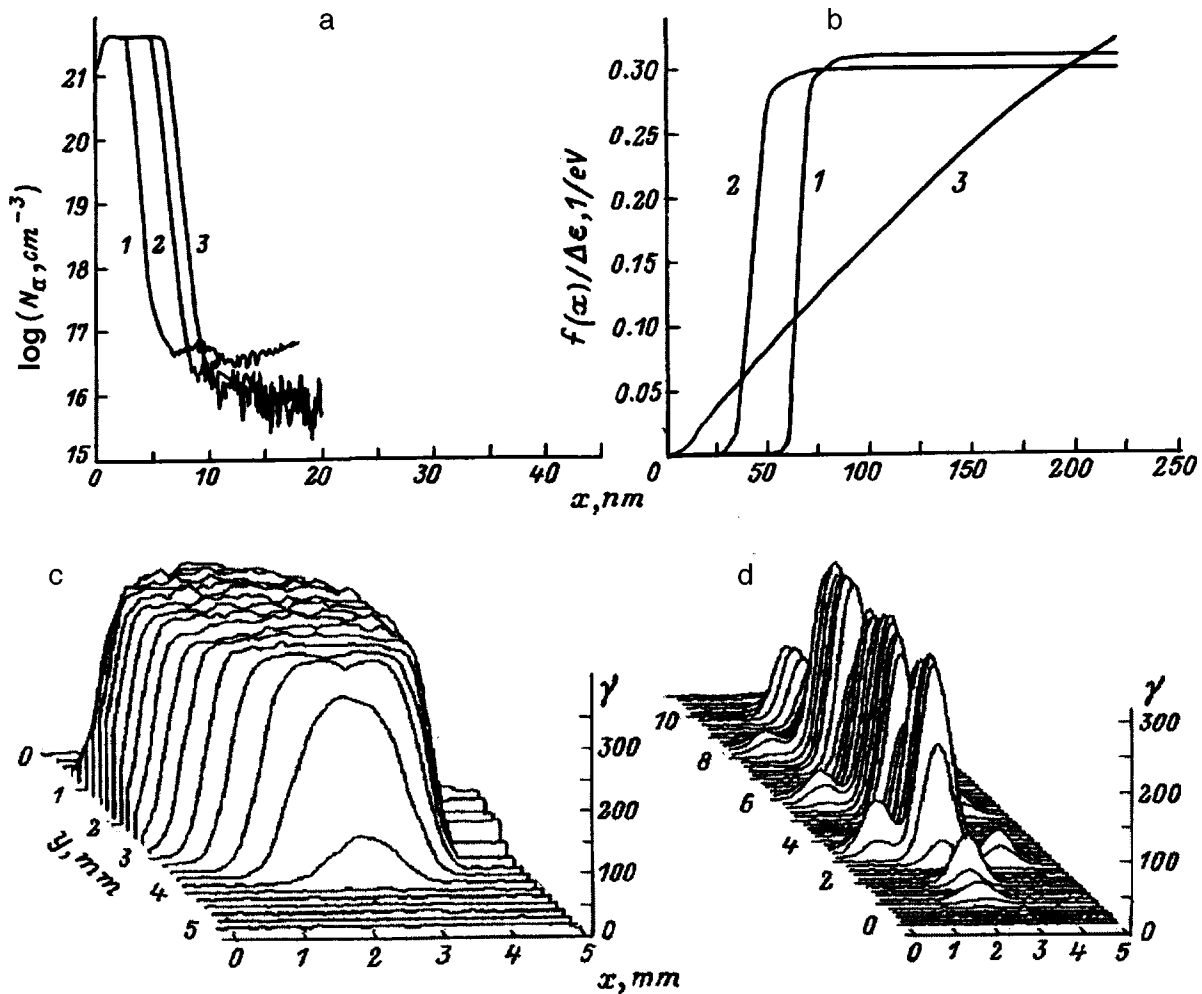 a
log (Nα, cm⁻³)
21
20
19
18
17
16
15
1 2 3
0 10 20 30 40
x, nm
b
f(x)/Δε, 1/eV
0.30
0.25
0.20
0.15
0.10
0.05
2 1 3
0 50 100 150 200 250
c
γ
300
200
100
0
0
1
2
3
4
5
y, mm
0 1 2 3 4 5
x, mm
d
γ
300
200
100
0
10
8
6
4
2
0
0 1 2 3 4 5